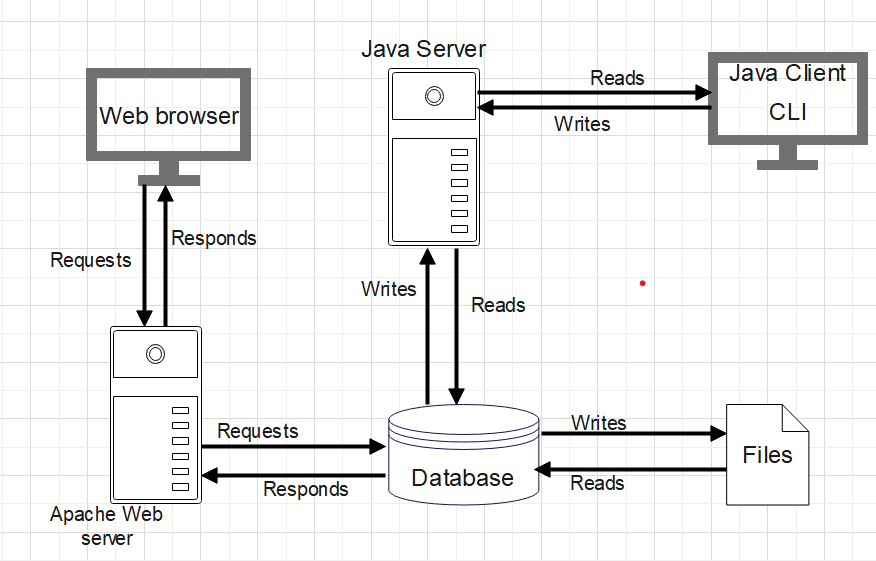 Java Server
Web browser
Reads
Java Client
CLI
Writes
Responds
Requests
Writes
Reads
Requests
Responds
Database
Writes
Reads
Files
Apache Web
server